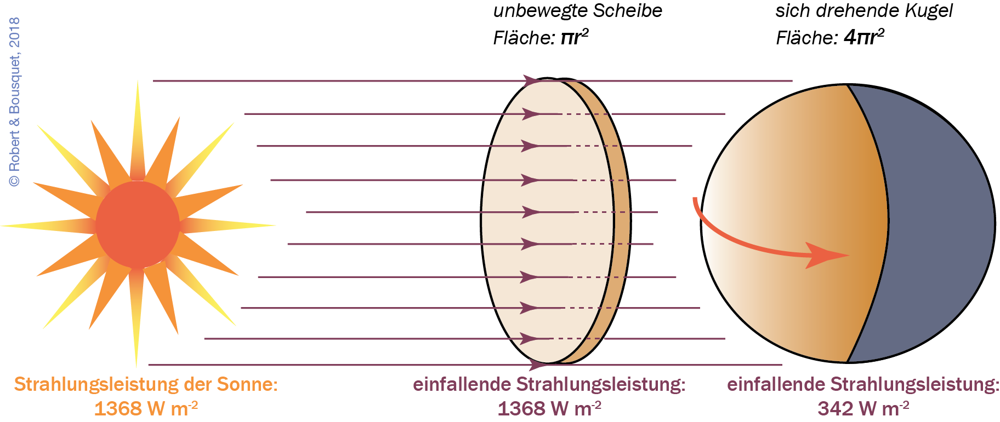 © Robert & Bousquet, 2018
unbewegte Scheibe
Fläche: πr²
sich drehende Kugel
Fläche: 4πr²
Strahlungsleistung der Sonne:
1368 W m⁻²
einfallende Strahlungsleistung:
1368 W m⁻²
einfallende Strahlungsleistung:
342 W m⁻²